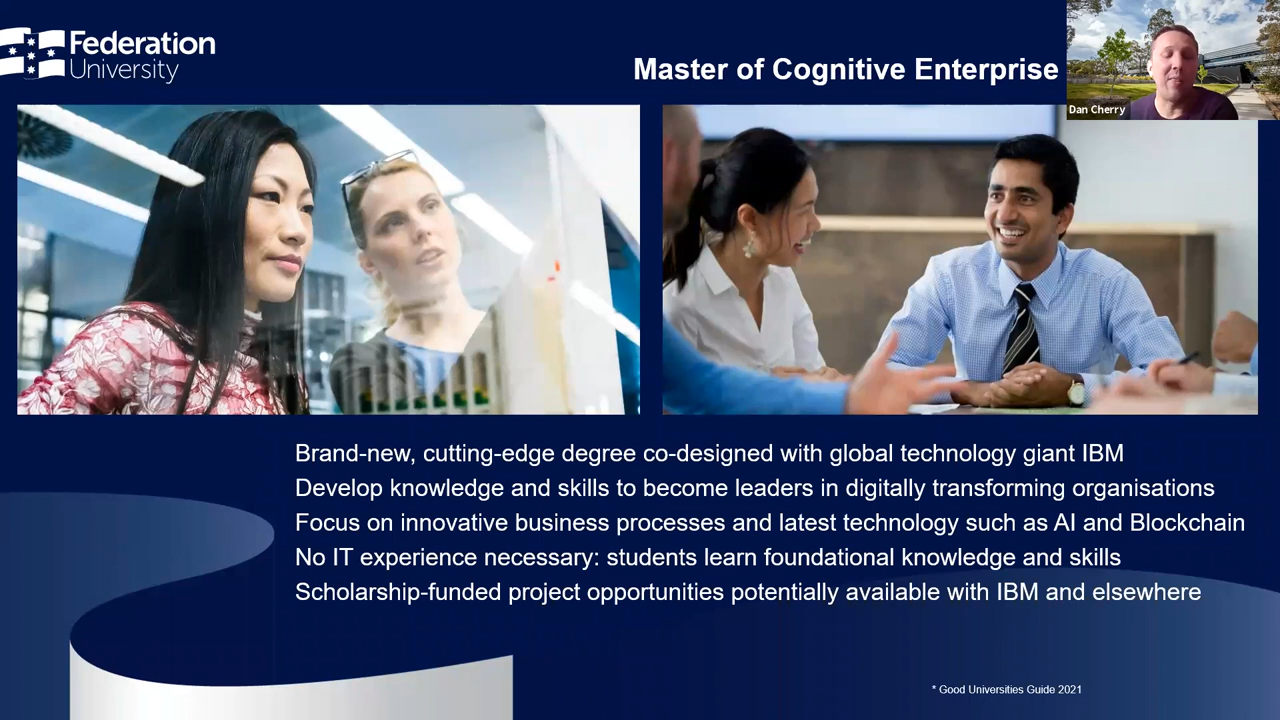 Federation
University
Master of Cognitive Enterprise
Dan Cherry
Brand-new, cutting-edge degree co-designed with global technology giant IBM
Develop knowledge and skills to become leaders in digitally transforming organisations
Focus on innovative business processes and latest technology such as AI and Blockchain
No IT experience necessary: students learn foundational knowledge and skills
Scholarship-funded project opportunities potentially available with IBM and elsewhere
* Good Universities Guide 2021